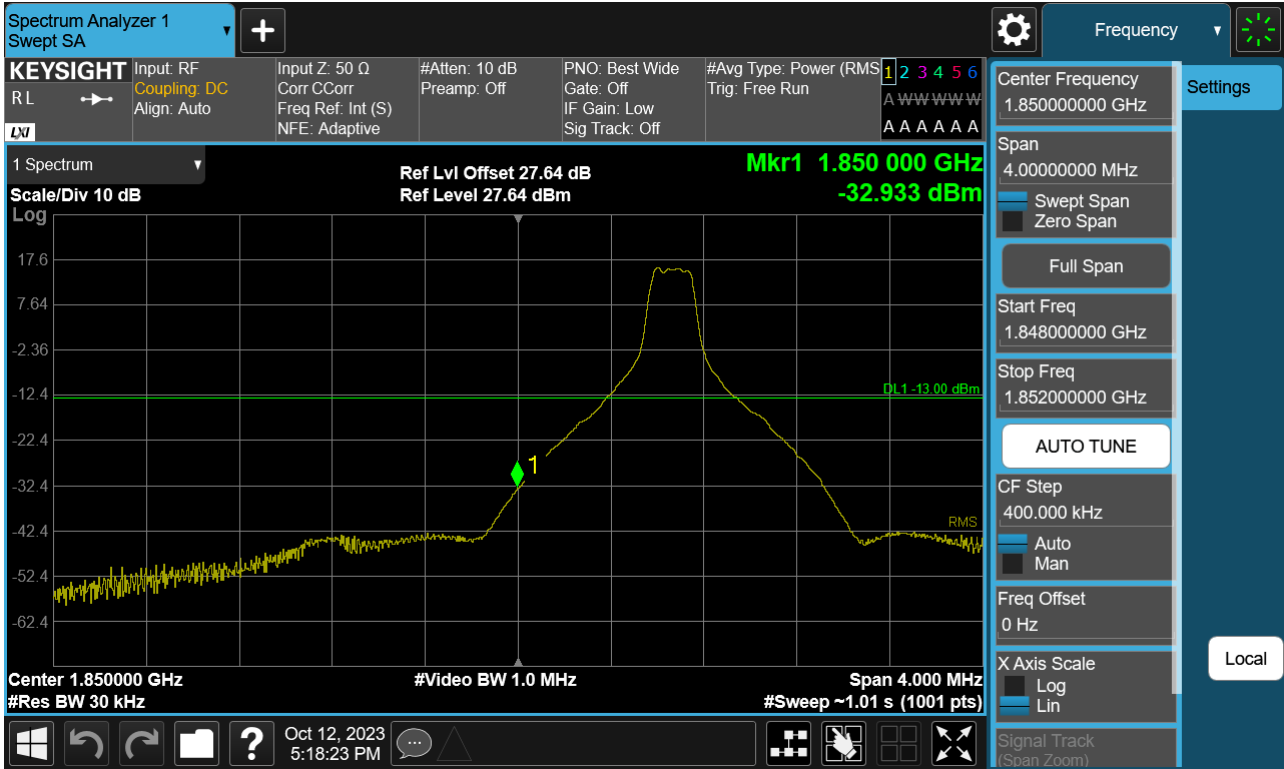 Spectrum Analyzer 1
Swept SA
Frequency
KEYSIGHT
R L
LXI
Input: RF
Coupling: DC
Align: Auto
Input Z: 50 Ω
Corr CCorr
Freq Ref: Int (S)
NFE: Adaptive
#Atten: 10 dB
Preamp: Off
PNO: Best Wide
Gate: Off
IF Gain: Low
Sig Track: Off
#Avg Type: Power (RMS
Trig: Free Run
1 2 3 4 5 6
A W W W W W
A A A A A A
1 Spectrum
Scale/Div 10 dB
Log
Ref Lvl Offset 27.64 dB
Ref Level 27.64 dBm
Mkr1 1.850 000 GHz
-32.933 dBm
17.6
7.64
-2.36
-12.4
-22.4
-32.4
-42.4
-52.4
-62.4
DL1 -13.00 dBm
1
RMS
Center 1.850000 GHz
#Video BW 1.0 MHz
Span 4.000 MHz
#Res BW 30 kHz
#Sweep ~1.01 s (1001 pts)
Center Frequency
1.850000000 GHz
Settings
Span
4.00000000 MHz
Swept Span
Zero Span
Full Span
Start Freq
1.848000000 GHz
Stop Freq
1.852000000 GHz
AUTO TUNE
CF Step
400.000 kHz
Auto
Man
Freq Offset
0 Hz
X Axis Scale
Log
Lin
Signal Track
(Span Zoom)
Local
?
Oct 12, 2023
5:18:23 PM